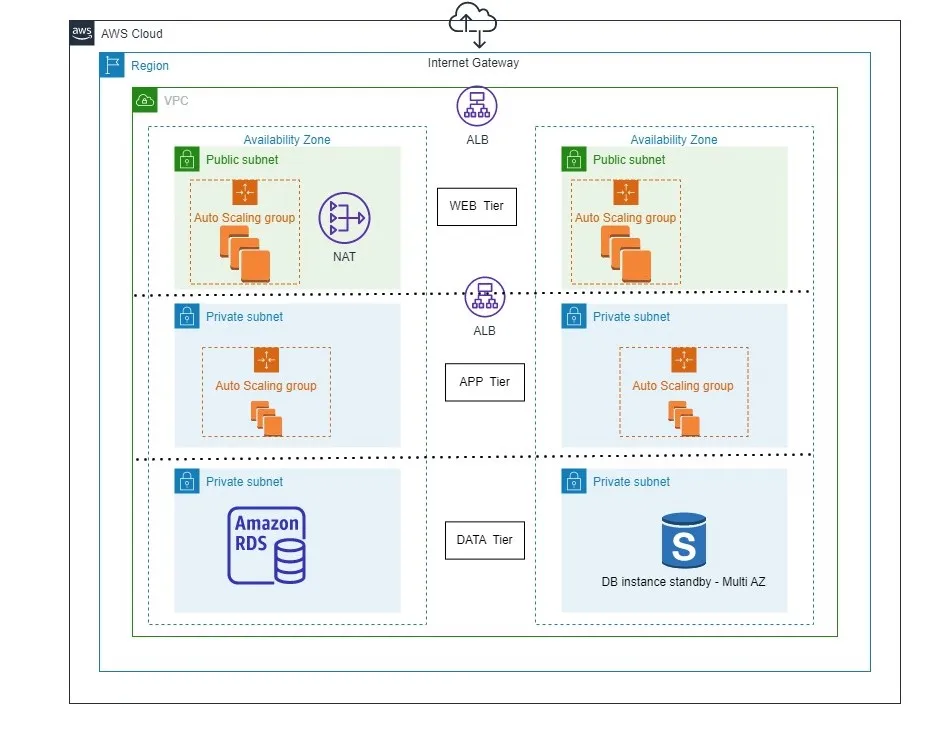 aws
AWS Cloud
Internet Gateway
Region
VPC
ALB
Availability Zone
Availability Zone
Public subnet
Public subnet
WEB Tier
Auto Scaling group
Auto Scaling group
NAT
ALB
Private subnet
Private subnet
APP Tier
Auto Scaling group
Auto Scaling group
Private subnet
Private subnet
Amazon
RDS
DATA Tier
S
DB instance standby - Multi AZ